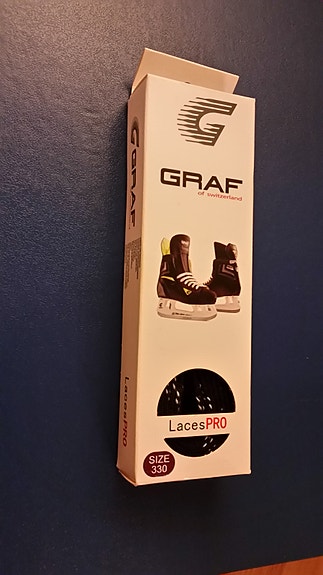 GRAF
of switzerland
LacesPRO
SIZE
330
GRAF
LacesPRO